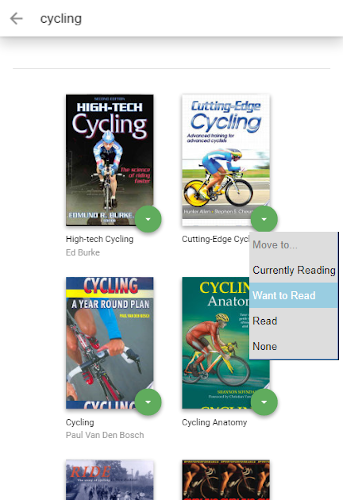 cycling
SECOND EDITION
HIGH-TECH
Cycling
The science
of riding
faster
EDMUND R. BURKE
High-tech Cycling
Ed Burke
Cutting-Edge
Cycling
Advanced training for
advanced cyclists
Hunter Allen • Stephen S. Cheung
Cutting-Edge Cycl
Move to...
Currently Reading
Want to Read
Read
None
CYCLING
A YEAR ROUND PLAN
PAUL VAN DEN BOSCH
Cycling
Paul Van Den Bosch
CYCLING
Anatomy
SHANNON SOVNDAL
Cycling Anatomy
RIDE